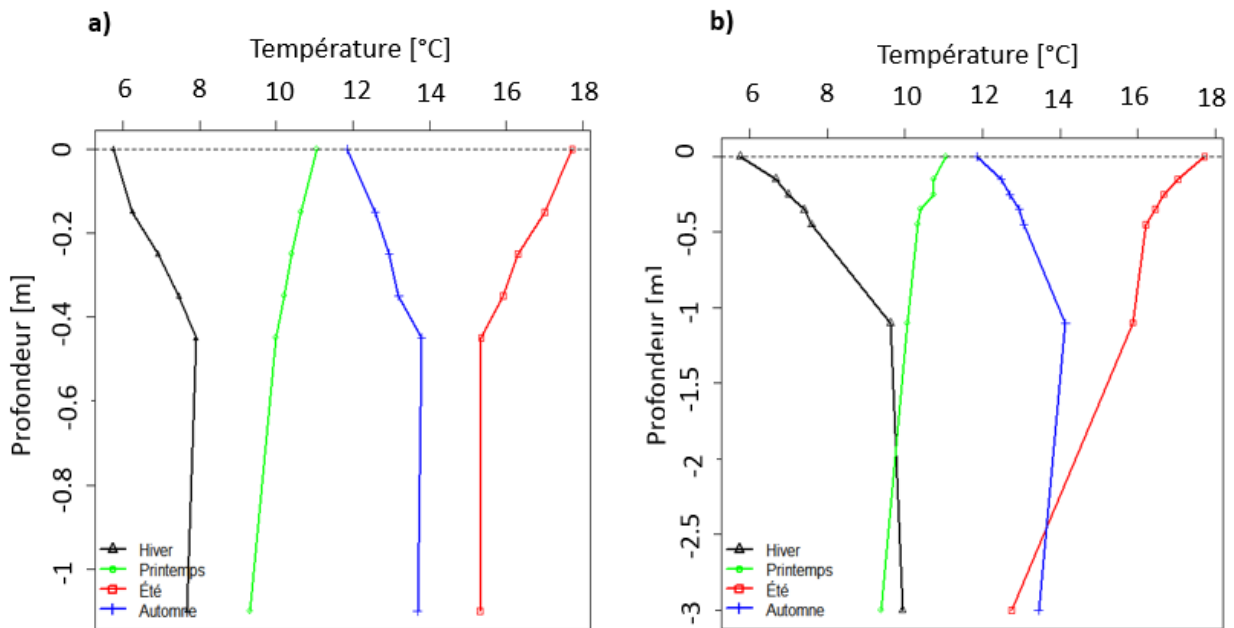 a)
Température [°C]
6 8 10 12 14 16 18
Profondeur [m]
0
-0.2
-0.4
-0.6
-0.8
-1
Hiver
Printemps
Été
Automne
b)
Température [°C]
6 8 10 12 14 16 18
Profondeur [m]
0
-0.5
-1
-1.5
-2
-2.5
-3
Hiver
Printemps
Été
Automne